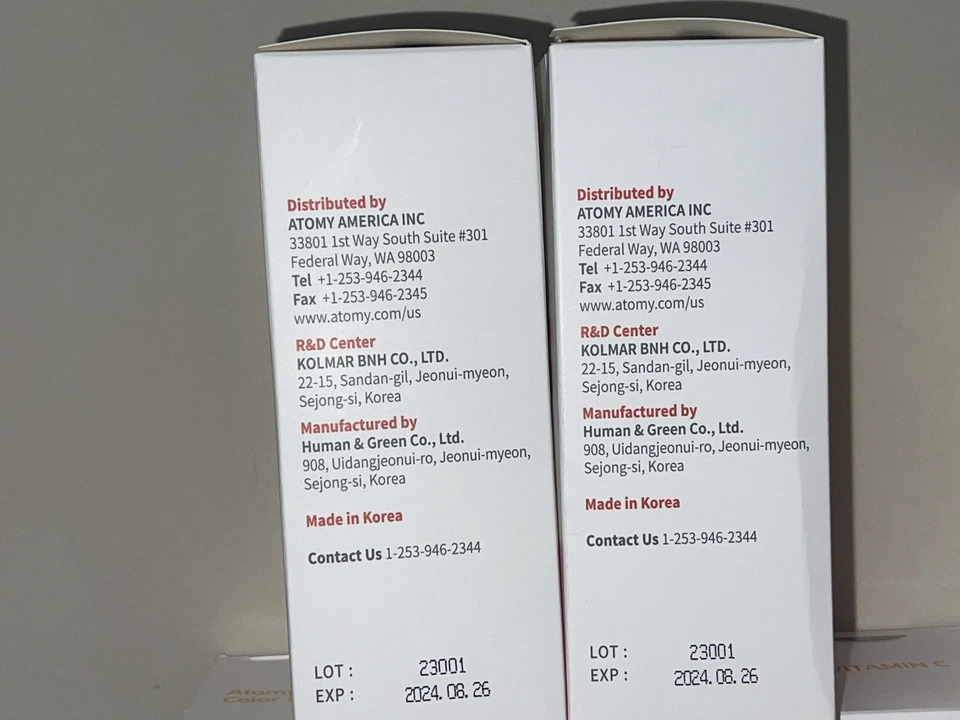 Distributed by
ATOMY AMERICA INC
33801 1st Way South Suite #301
Federal Way, WA 98003
Tel +1-253-946-2344
Fax +1-253-946-2345
www.atomy.com/us
R&D Center
KOLMAR BNH CO., LTD.
22-15, Sandan-gil, Jeonui-myeon,
Sejong-si, Korea
Manufactured by
Human & Green Co., Ltd.
908, Uidangjeonui-ro, Jeonui-myeon,
Sejong-si, Korea
Made in Korea
Contact Us 1-253-946-2344
LOT : 23001
EXP : 2024. 08. 26
Distributed by
ATOMY AMERICA INC
33801 1st Way South Suite #301
Federal Way, WA 98003
Tel +1-253-946-2344
Fax +1-253-946-2345
www.atomy.com/us
R&D Center
KOLMAR BNH CO., LTD.
22-15, Sandan-gil, Jeonui-myeon,
Sejong-si, Korea
Manufactured by
Human & Green Co., Ltd.
908, Uidangjeonui-ro, Jeonui-myeon,
Sejong-si, Korea
Made in Korea
Contact Us 1-253-946-2344
LOT : 23001
EXP : 2024. 08. 26
Atomy
Color
VITAMIN C